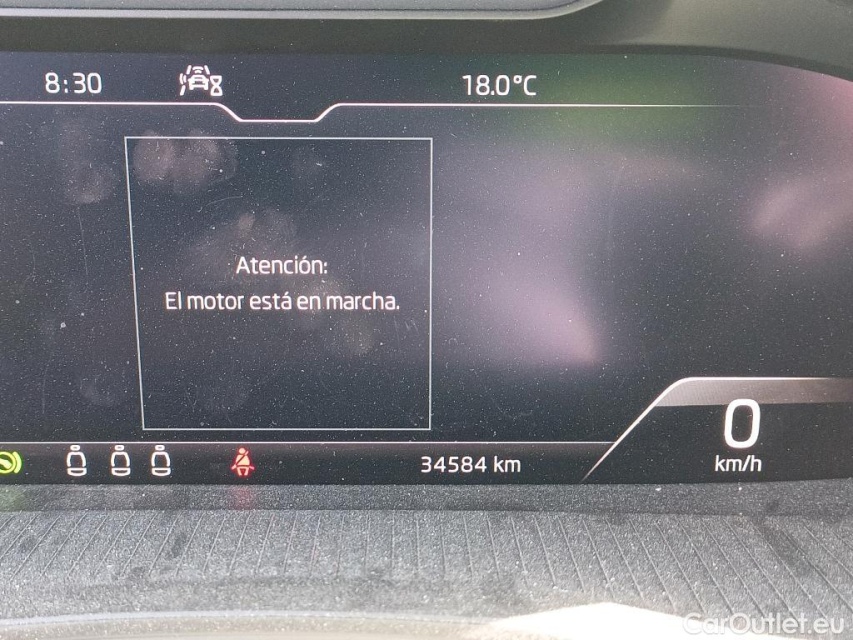 8:30
18.0°C
Atención:
El motor está en marcha.
34584 km
0
km/h
CarOutlet.eu